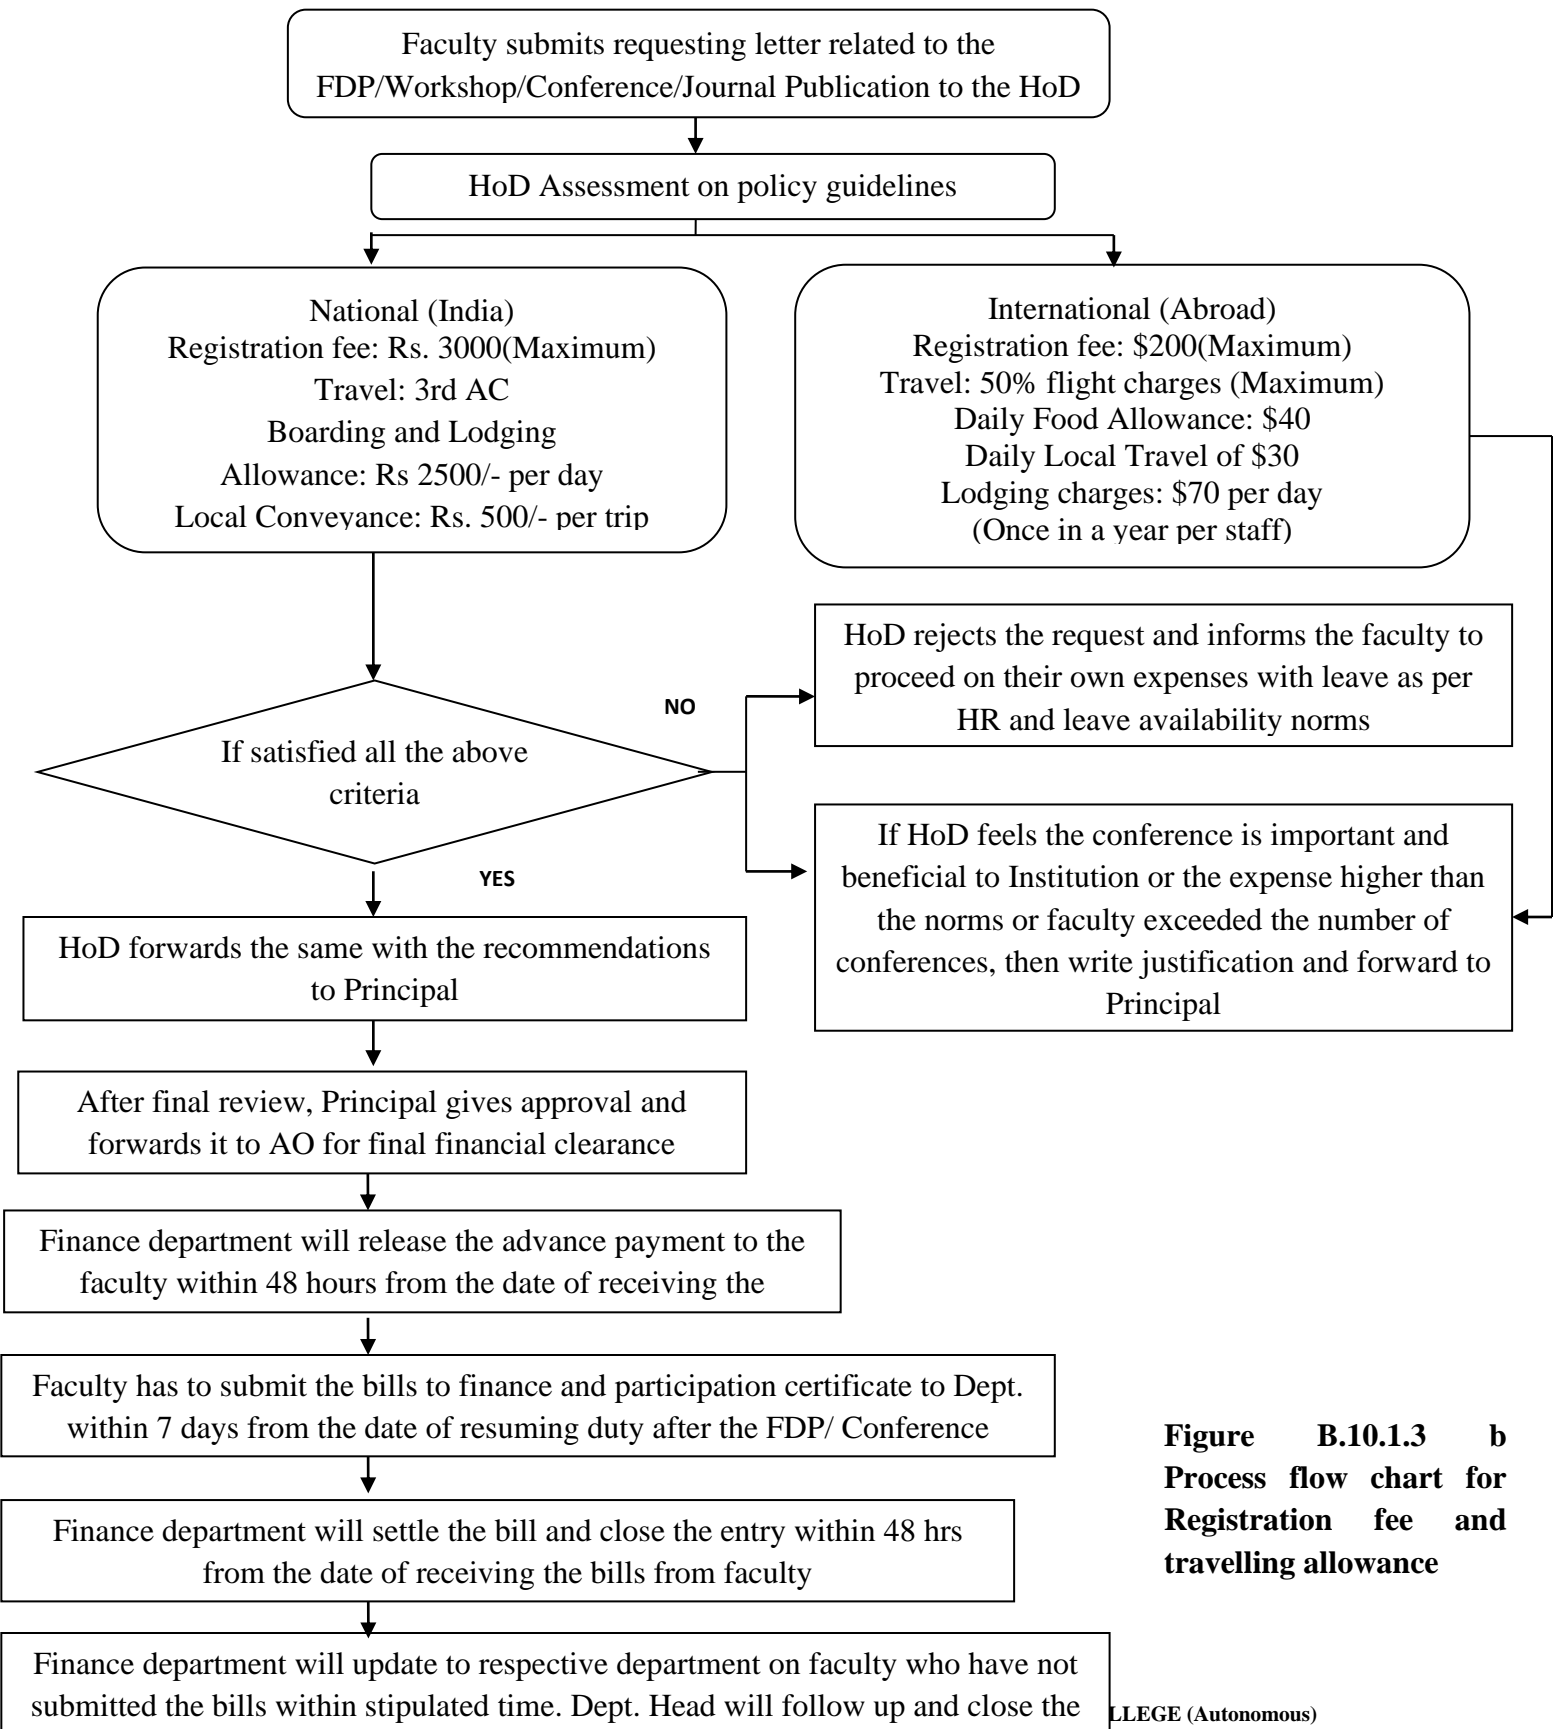 Faculty submits requesting letter related to the
FDP/Workshop/Conference/Journal Publication to the HoD
HoD Assessment on policy guidelines
National (India)
Registration fee: Rs. 3000(Maximum)
Travel: 3rd AC
Boarding and Lodging
Allowance: Rs 2500/- per day
Local Conveyance: Rs. 500/- per trip
International (Abroad)
Registration fee: $200(Maximum)
Travel: 50% flight charges (Maximum)
Daily Food Allowance: $40
Daily Local Travel of $30
Lodging charges: $70 per day
(Once in a year per staff)
If satisfied all the above
criteria
NO
HoD rejects the request and informs the faculty to
proceed on their own expenses with leave as per
HR and leave availability norms
If HoD feels the conference is important and
beneficial to Institution or the expense higher than
the norms or faculty exceeded the number of
conferences, then write justification and forward to
Principal
YES
HoD forwards the same with the recommendations
to Principal
After final review, Principal gives approval and
forwards it to AO for final financial clearance
Finance department will release the advance payment to the
faculty within 48 hours from the date of receiving the
Faculty has to submit the bills to finance and participation certificate to Dept.
within 7 days from the date of resuming duty after the FDP/ Conference
Finance department will settle the bill and close the entry within 48 hrs
from the date of receiving the bills from faculty
Finance department will update to respective department on faculty who have not
submitted the bills within stipulated time. Dept. Head will follow up and close the
Figure B.10.1.3 b
Process flow chart for
Registration fee and
travelling allowance
LLEGE (Autonomous)